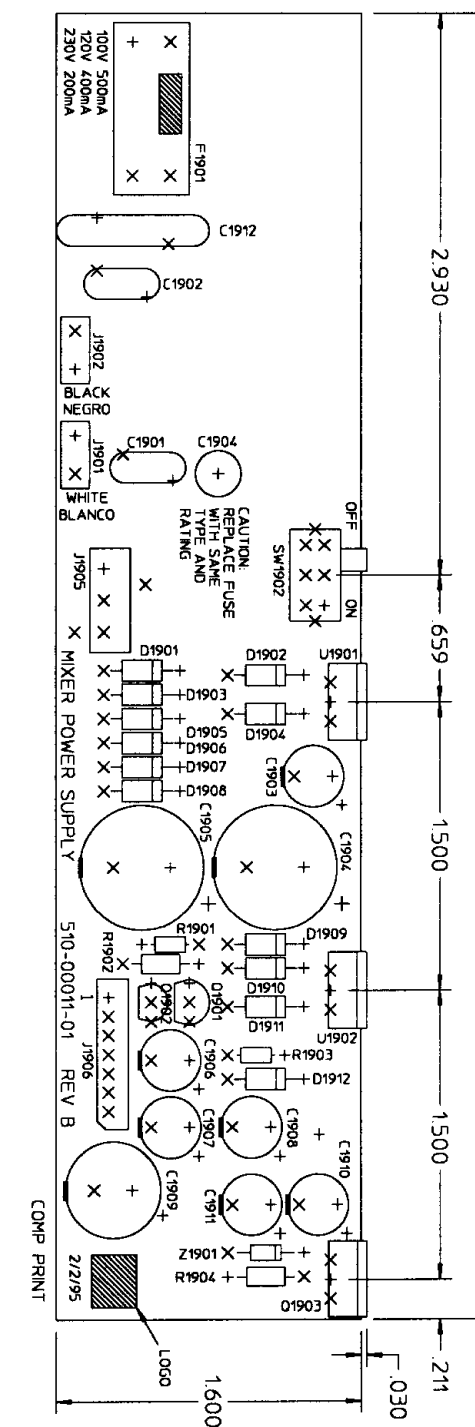 2.930
.659
1.500
1.500
.211
.030
1.600
100V 500mA
120V 400mA
230V 200mA
F1901
C1912
C1902
J1902
BLACK
NEGRO
J1901
WHITE
BLANCO
C1901
C1904
CAUTION:
REPLACE FUSE
WITH SAME
TYPE AND
RATING
OFF
SW1902
ON
J1905
D1901
D1903
D1905
D1906
D1907
D1908
D1902
D1904
U1901
C1903
C1905
C1904
MIXER POWER SUPPLY
R1901
R1902
D1909
D1910
D1911
U1902
Q1902
Q1901
510-00011-01 REV B
1
J1906
C1906
R1903
D1912
C1907
C1908
C1909
C1910
C1911
Z1901
R1904
Q1903
2/2/95
LOGO
COMP PRINT